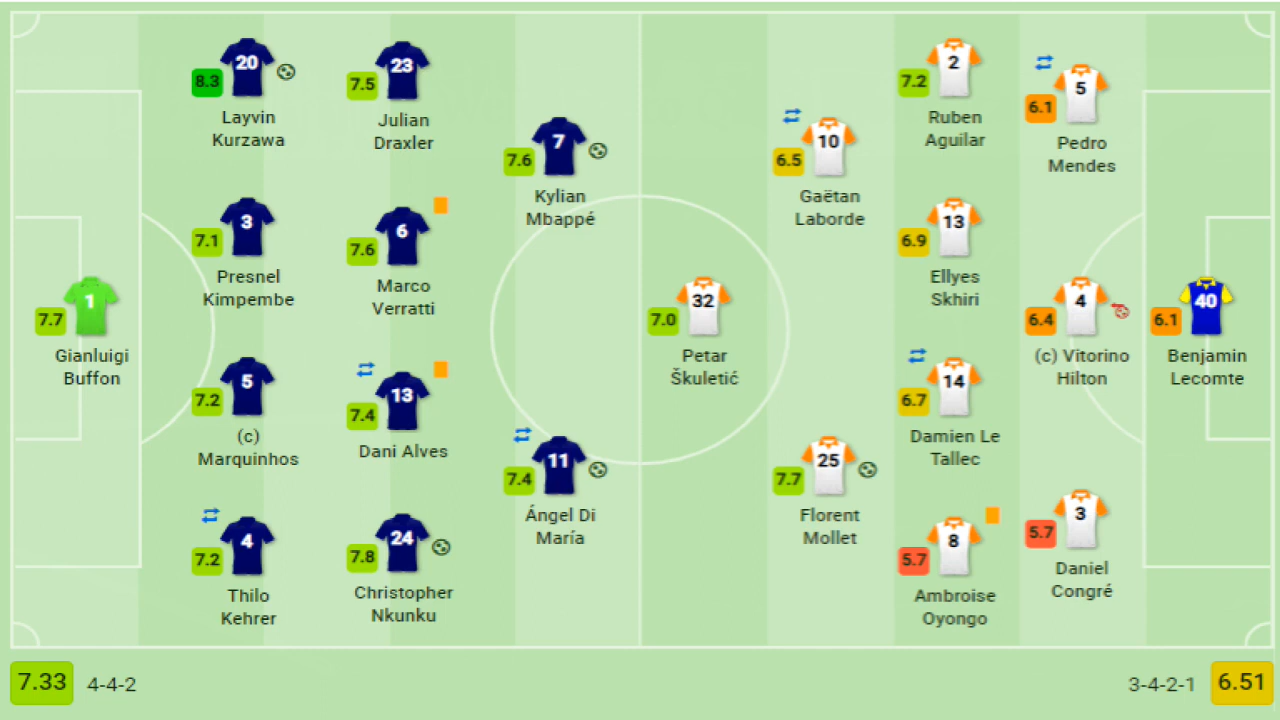 20
8.3
Layvin
Kurzawa
3
7.1
Presnel
Kimpembe
1
7.7
Gianluigi
Buffon
5
7.2
(c)
Marquinhos
4
7.2
Thilo
Kehrer
23
7.5
Julian
Draxler
6
7.6
Marco
Verratti
13
7.4
Dani Alves
24
7.8
Christopher
Nkunku
7
7.6
Kylian
Mbappé
11
7.4
Ángel Di
María
32
7.0
Petar
Škuletić
10
6.5
Gaëtan
Laborde
25
7.7
Florent
Mollet
2
7.2
Ruben
Aguilar
13
6.9
Ellyes
Skhiri
14
6.7
Damien Le
Tallec
8
5.7
Ambroise
Oyongo
5
6.1
Pedro
Mendes
4
6.4
(c) Vitorino
Hilton
3
5.7
Daniel
Congré
40
6.1
Benjamin
Lecomte
7.33 4-4-2
3-4-2-1 6.51